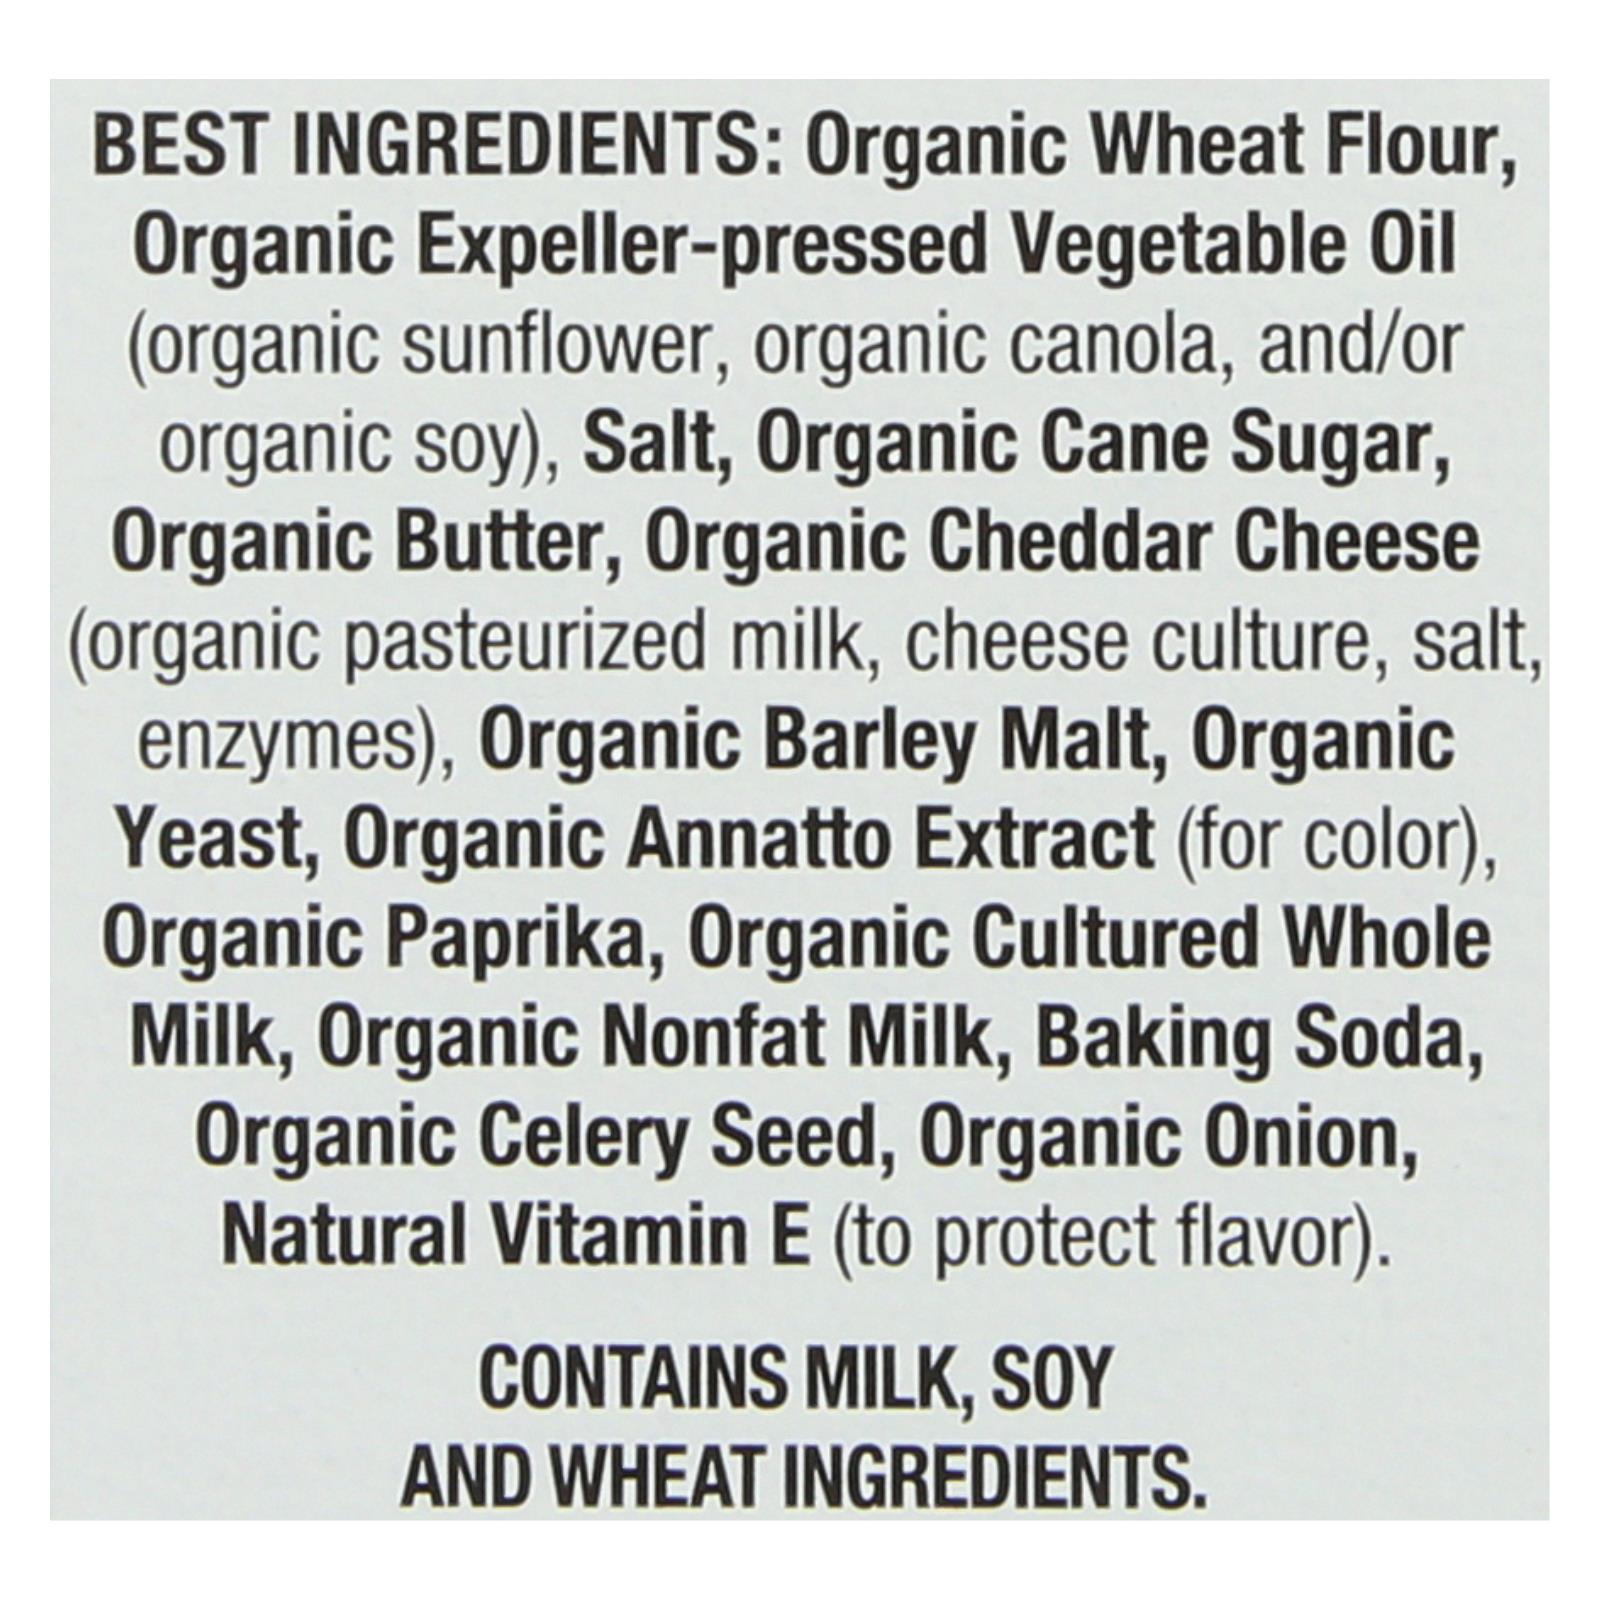 BEST INGREDIENTS: Organic Wheat Flour,
Organic Expeller-pressed Vegetable Oil
(organic sunflower, organic canola, and/or
organic soy), Salt, Organic Cane Sugar,
Organic Butter, Organic Cheddar Cheese
(organic pasteurized milk, cheese culture, salt,
enzymes), Organic Barley Malt, Organic
Yeast, Organic Annatto Extract (for color),
Organic Paprika, Organic Cultured Whole
Milk, Organic Nonfat Milk, Baking Soda,
Organic Celery Seed, Organic Onion,
Natural Vitamin E (to protect flavor).
CONTAINS MILK, SOY
AND WHEAT INGREDIENTS.